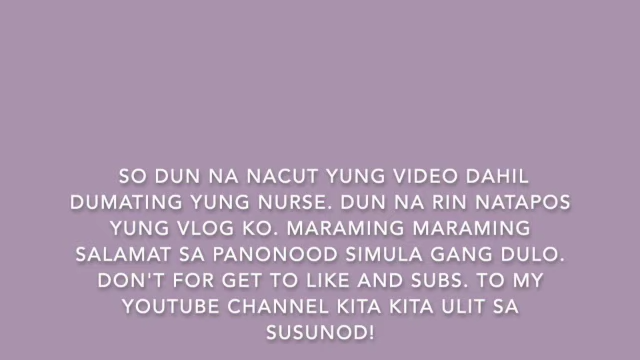 SO DUN NA NACUT YUNG VIDEO DAHIL
DUMATING YUNG NURSE. DUN NA RIN NATAPOS
YUNG VLOG KO. MARAMING MARAMING
SALAMAT SA PANONOOD SIMULA GANG DULO.
DON'T FOR GET TO LIKE AND SUBS. TO MY
YOUTUBE CHANNEL KITA KITA ULIT SA
SUSUNOD!